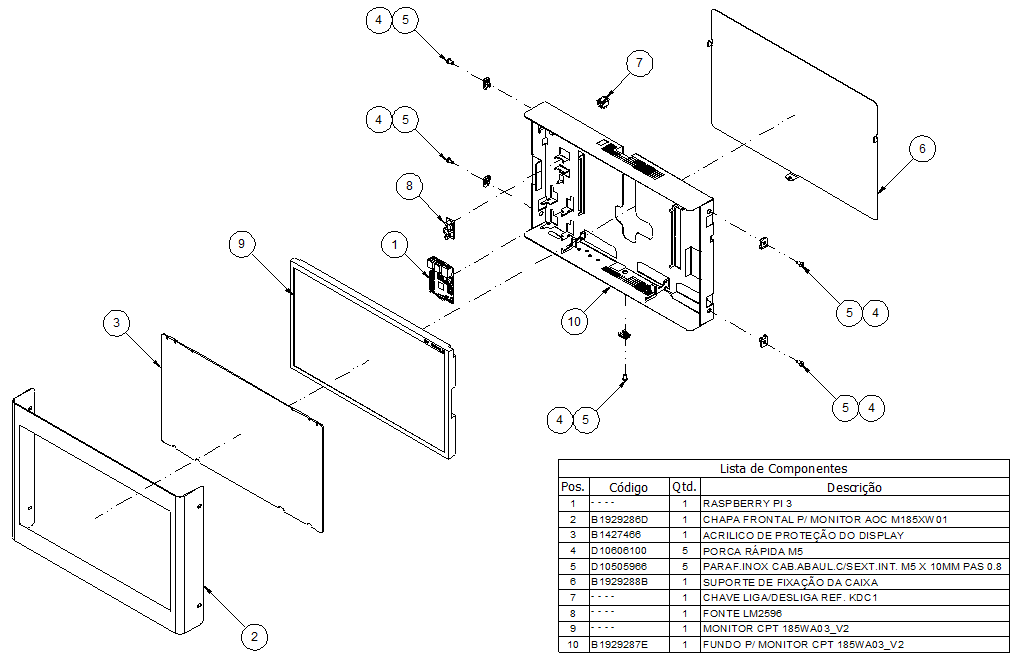 4 5
7
4 5
6
8
9
1
5 4
10
3
5 4
4 5
2
Lista de Componentes
Pos. Código Qtd. Descrição
1 - - - - 1 RASPBERRY PI 3
2 B1929286D 1 CHAPA FRONTAL P/ MONITOR AOC M185XW01
3 B1427466 1 ACRILICO DE PROTEÇÃO DO DISPLAY
4 D10606100 5 PORCA RÁPIDA M5
5 D10505966 5 PARAF.INOX CAB.ABAUL.C/SEXT.INT. M5 X 10MM PAS 0.8
6 B1929288B 1 SUPORTE DE FIXAÇÃO DA CAIXA
7 - - - - 1 CHAVE LIGA/DESLIGA REF. KDC1
8 - - - - 1 FONTE LM2596
9 - - - - 1 MONITOR CPT 185WA03_V2
10 B1929287E 1 FUNDO P/ MONITOR CPT 185WA03_V2